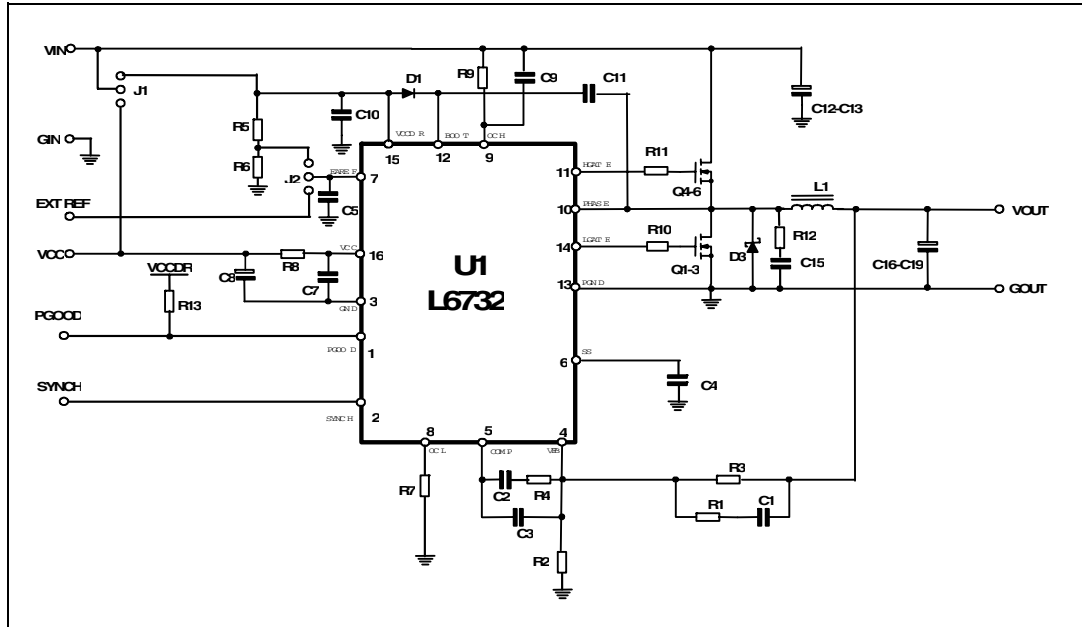 VIN
J1
R9
C9
D1
C11
C10
C12-C13
R5
GIN
R6
VCCDR
BOOT
OCH
15
12
9
J2
EAREF
7
C5
EXT REF
11
HGATE
R11
Q4-6
L1
10
PHASE
VOUT
VCC
R8
VCC
16
U1
L6732
14
LGATE
R10
Q1-3
D3
R12
C15
C16-C19
VCCDR
C8
C7
3
GND
13
PGND
GOUT
R13
PGOOD
PGOOD
1
6
SS
C4
SYNCH
SYNCH
2
8
OCL
5
COMP
4
VFB
R7
C2
R4
C3
R3
R1
C1
R2